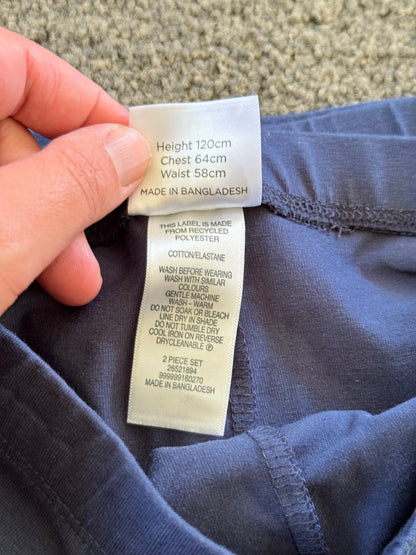 Height 120cm
Chest 64cm
Waist 58cm
MADE IN BANGLADESH
THIS LABEL IS MADE
FROM RECYCLED
POLYESTER
COTTON/ELASTANE
WASH BEFORE WEARING
WASH WITH SIMILAR
COLOURS
GENTLE MACHINE
WASH - WARM
DO NOT SOAK OR BLEACH
LINE DRY IN SHADE
DO NOT TUMBLE DRY
COOL IRON ON REVERSE
DRYCLEANABLE Ⓟ
2 PIECE SET
26521894
999999160270
MADE IN BANGLADESH